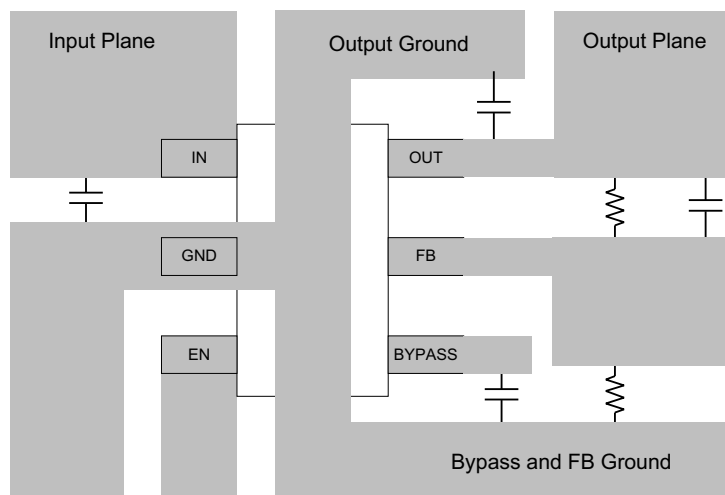 Input Plane
Output Ground
Output Plane
IN
OUT
GND
FB
EN
BYPASS
Bypass and FB Ground